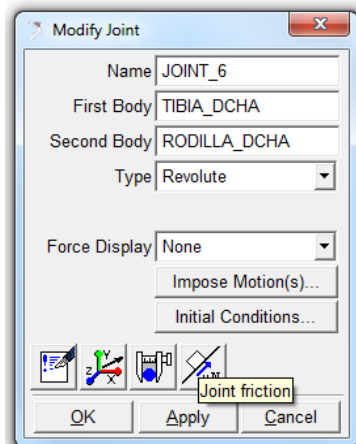 Modify Joint
Name JOINT_6
First Body TIBIA_DCHA
Second Body RODILLA_DCHA
Type Revolute
Force Display None
Impose Motion(s)...
Initial Conditions...
Z Y X
Joint friction
OK Apply Cancel